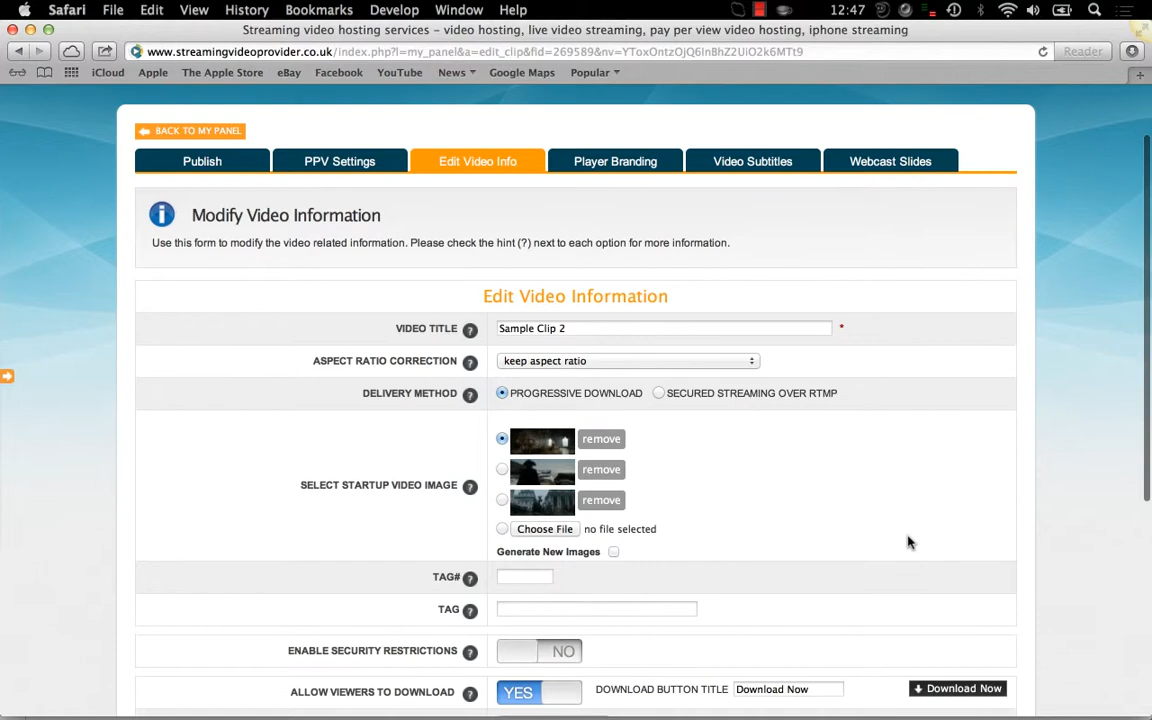 Safari File Edit View History Bookmarks Develop Window Help 12:47
Streaming video hosting services - video hosting, live video streaming, pay per view video hosting, iphone streaming
www.streamingvideoprovider.co.uk/index.php?l=my_panel&a=edit_clip&fid=269589&nv=YToxOntzOjQ6InBhZ2UiO2k6MTt9 Reader
iCloud Apple The Apple Store eBay Facebook YouTube News Google Maps Popular
BACK TO MY PANEL
Publish PPV Settings Edit Video Info Player Branding Video Subtitles Webcast Slides
i Modify Video Information
Use this form to modify the video related information. Please check the hint (?) next to each option for more information.
Edit Video Information
VIDEO TITLE ? Sample Clip 2 *
ASPECT RATIO CORRECTION ? keep aspect ratio
DELIVERY METHOD ? PROGRESSIVE DOWNLOAD SECURED STREAMING OVER RTMP
remove
remove
SELECT STARTUP VIDEO IMAGE ?
remove
Choose File no file selected
Generate New Images
TAG# ?
TAG ?
ENABLE SECURITY RESTRICTIONS ? NO
ALLOW VIEWERS TO DOWNLOAD ? YES DOWNLOAD BUTTON TITLE Download Now Download Now